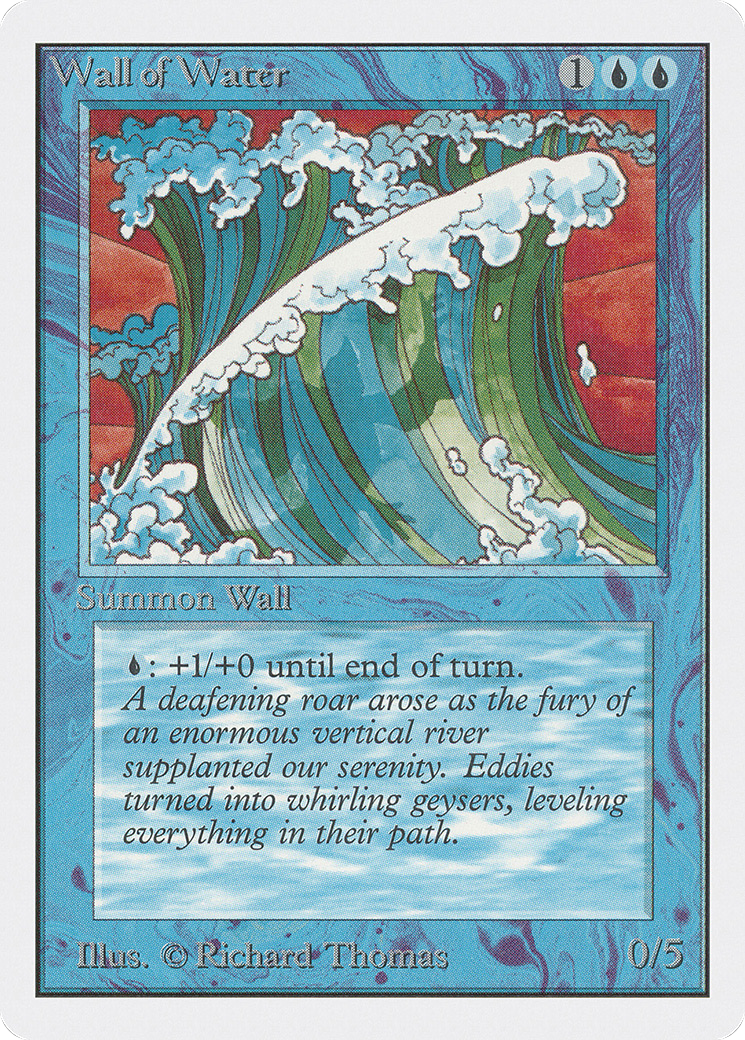 Wall of Water 1
Summon Wall
: +1/+0 until end of turn.
A deafening roar arose as the fury of
an enormous vertical river
supplanted our serenity. Eddies
turned into whirling geysers, leveling
everything in their path.
Illus. © Richard Thomas 0/5